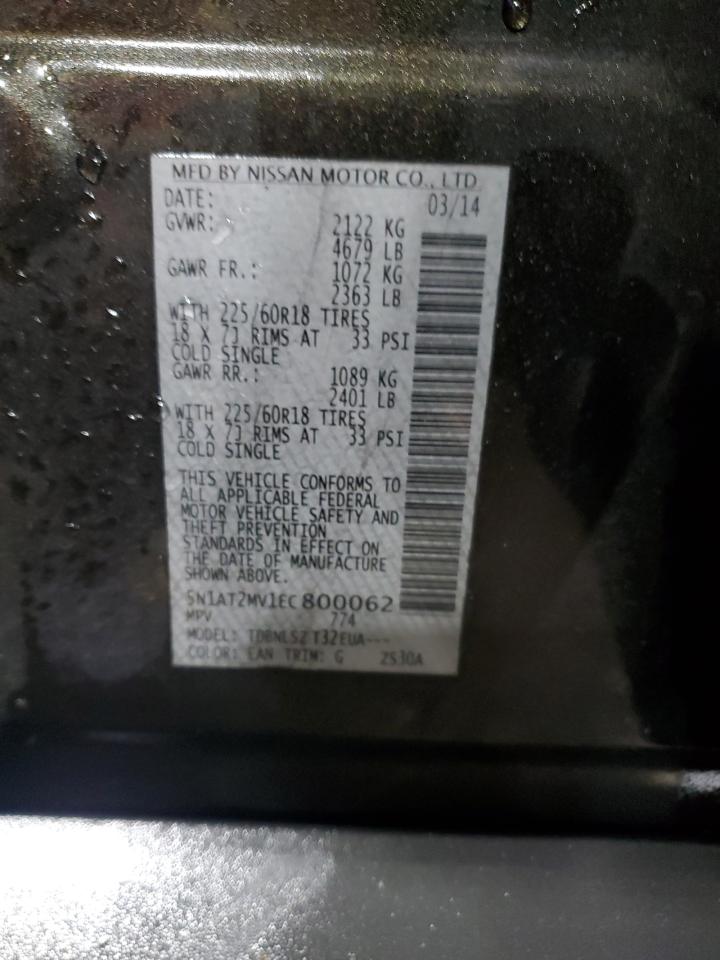 MFD BY NISSAN MOTOR CO., LTD
DATE: 03/14
GVWR: 2122 KG
4679 LB
GAWR FR.: 1072 KG
2363 LB
WITH 225/60R18 TIRES
18 X 7J RIMS AT 33 PSI
COLD SINGLE
GAWR RR.: 1089 KG
2401 LB
WITH 225/60R18 TIRES
18 X 7J RIMS AT 33 PSI
COLD SINGLE
THIS VEHICLE CONFORMS TO
ALL APPLICABLE FEDERAL
MOTOR VEHICLE SAFETY AND
THEFT PREVENTION
STANDARDS IN EFFECT ON
THE DATE OF MANUFACTURE
SHOWN ABOVE.
5N1AT2MV1EC800062
MPV 774
MODEL:
COLOR: EAN TRIM: G 2S30A